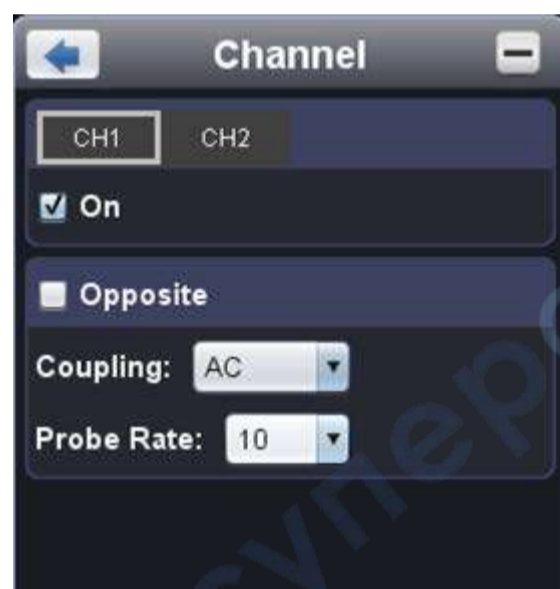 Channel
CH1 CH2
On
Opposite
Coupling: AC
Probe Rate: 10